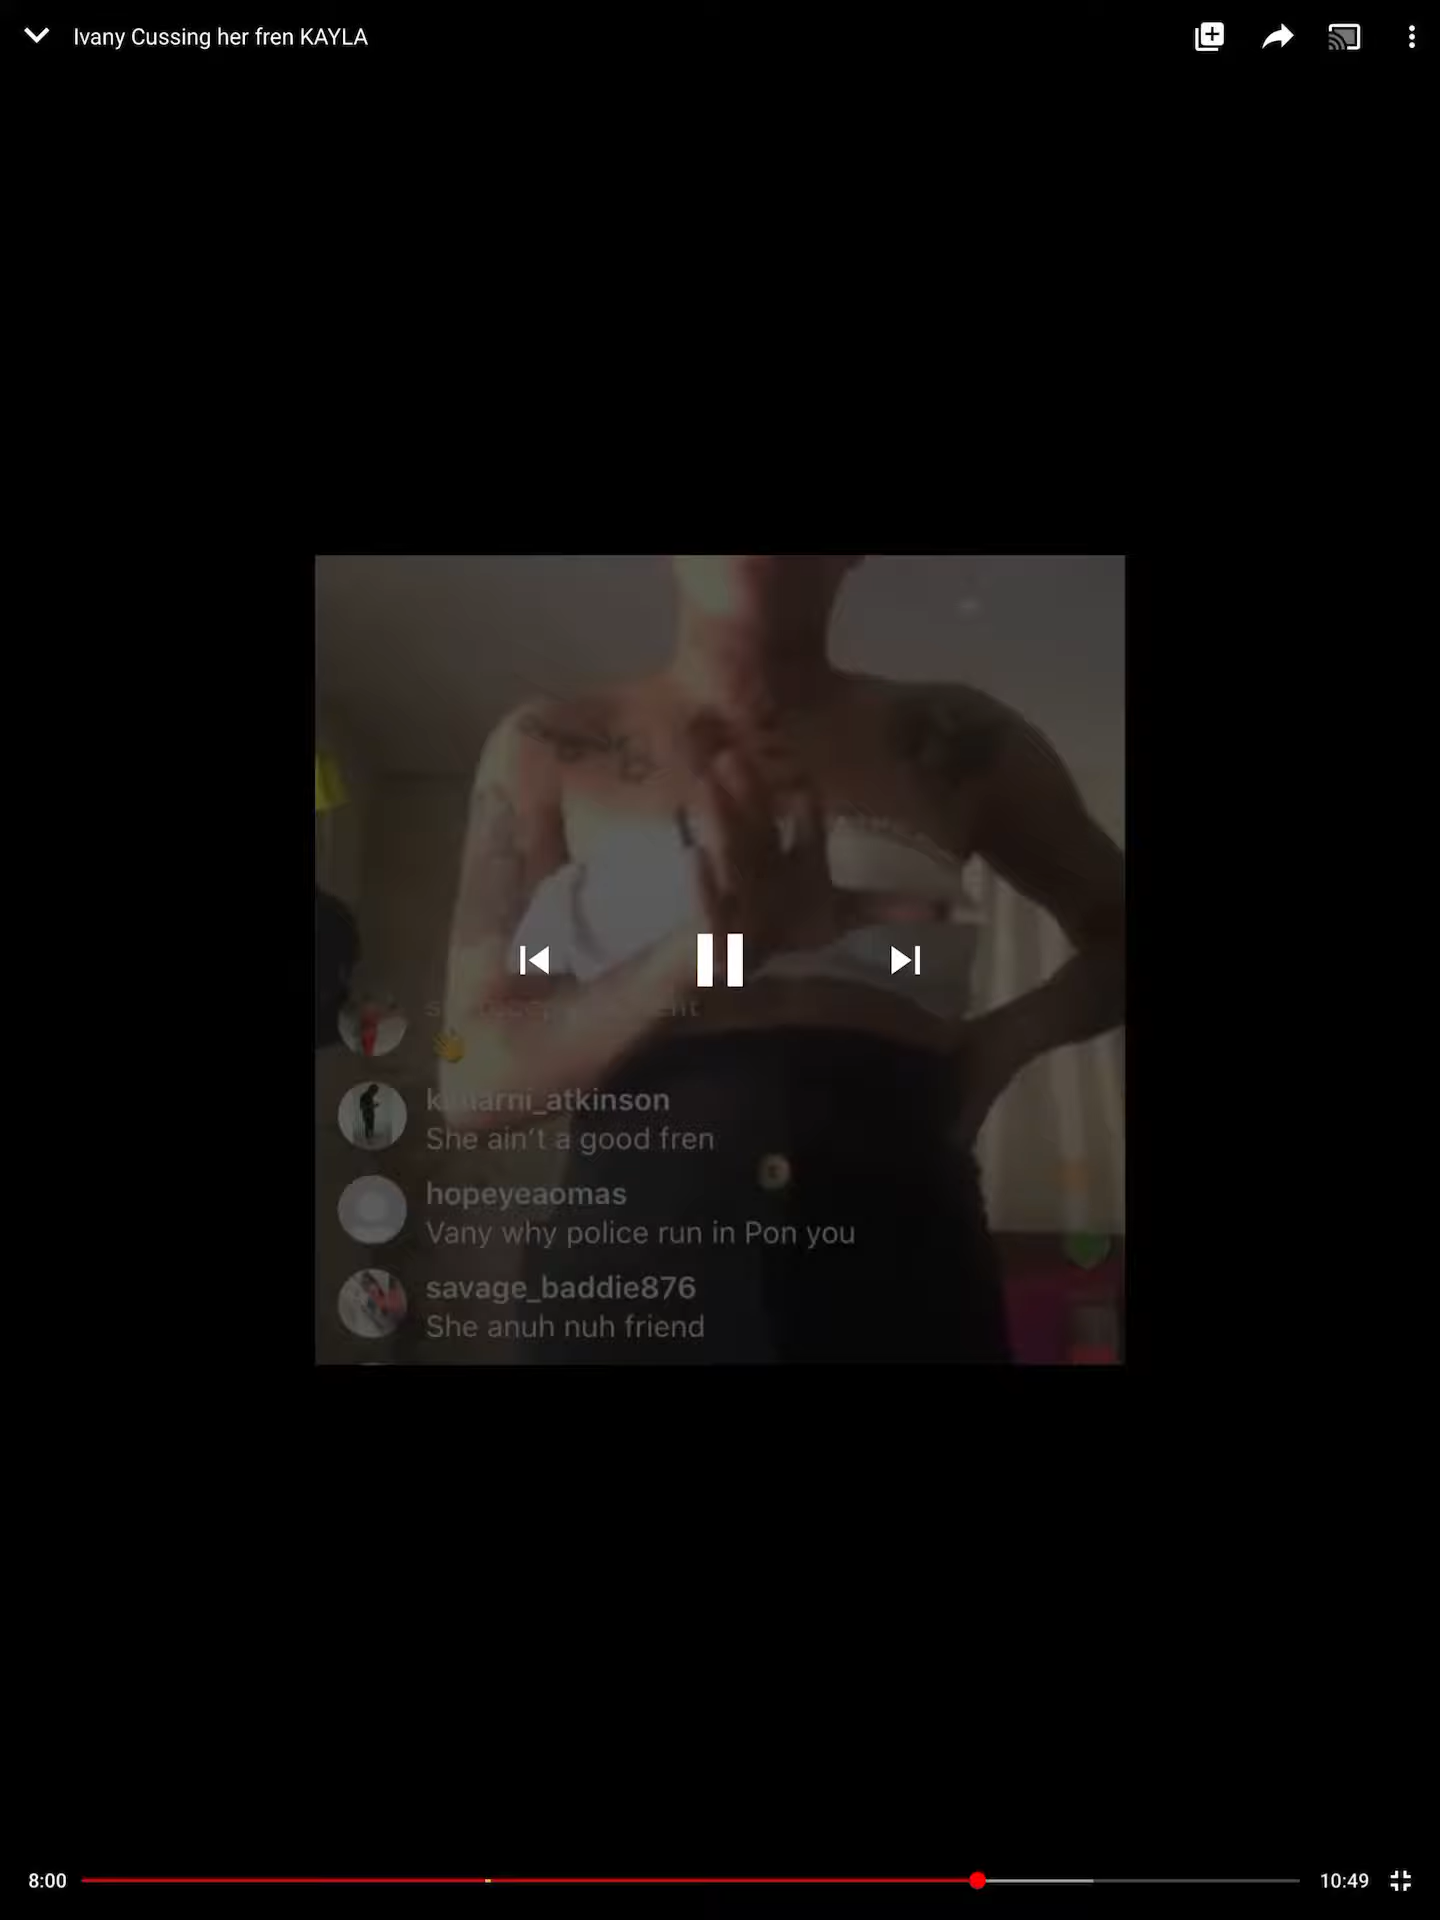 Ivany Cussing her fren KAYLA
👋
atkinson
She ain't a good fren
hopeyeaomas
Vany why police run in Pon you
savage_baddie876
She anuh nuh friend
8:00
10:49